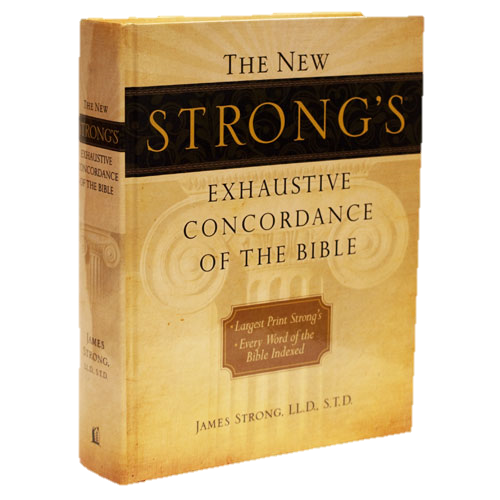 THE NEW
STRONG'S
EXHAUSTIVE
CONCORDANCE
OF THE BIBLE
JAMES
STRONG,
LL.D., S.T.D.
THE NEW
STRONG'S
EXHAUSTIVE
CONCORDANCE
OF THE BIBLE
• Largest Print Strong's
• Every Word of the
Bible Indexed
JAMES STRONG, LL.D., S.T.D.